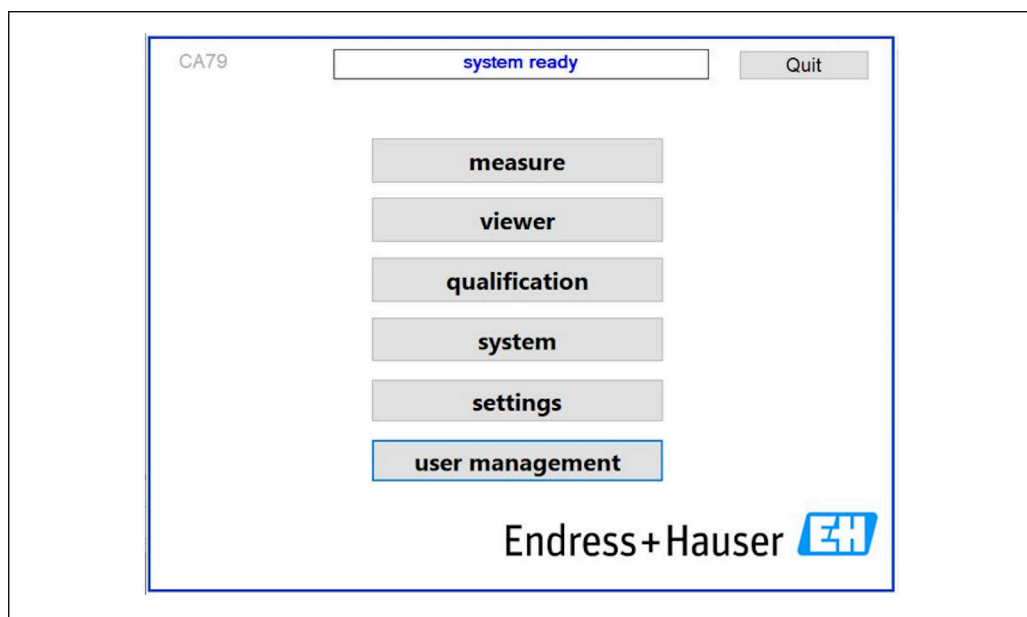 CA79
system ready
Quit
measure
viewer
qualification
system
settings
user management
Endress+Hauser EH